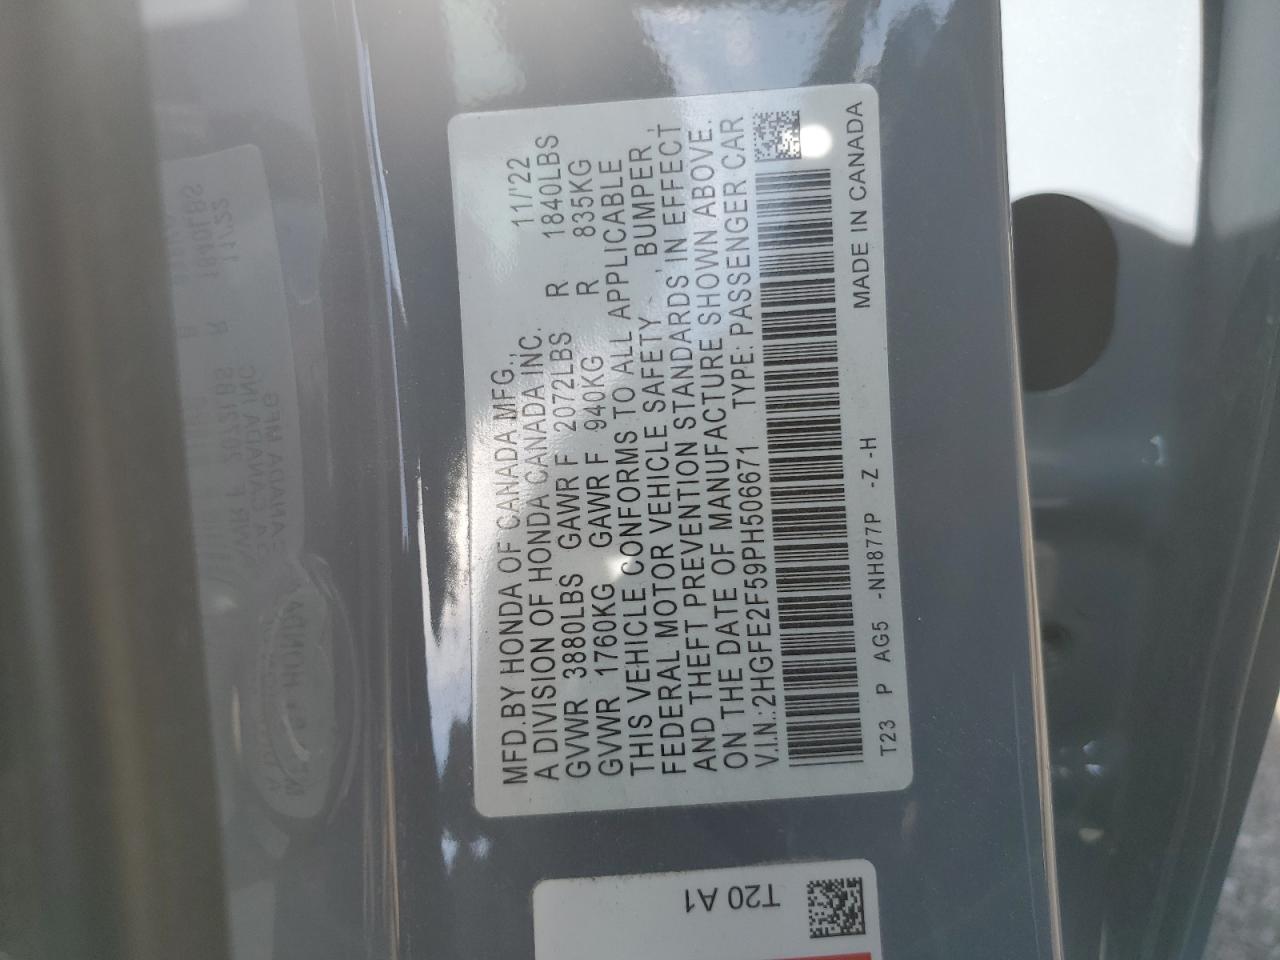 MFD.BY HONDA OF CANADA MFG., 11/'22
A DIVISION OF HONDA CANADA INC.
GVWR 3880LBS GAWR F 2072LBS R 1840LBS
GVWR 1760KG GAWR F 940KG R 835KG
THIS VEHICLE CONFORMS TO ALL APPLICABLE
FEDERAL MOTOR VEHICLE SAFETY , BUMPER ,
AND THEFT PREVENTION STANDARDS IN EFFECT
ON THE DATE OF MANUFACTURE SHOWN ABOVE.
V.I.N.:2HGFE2F59PH506671 TYPE: PASSENGER CAR
T23 P AG5 -NH877P -Z -H MADE IN CANADA
T20 A1